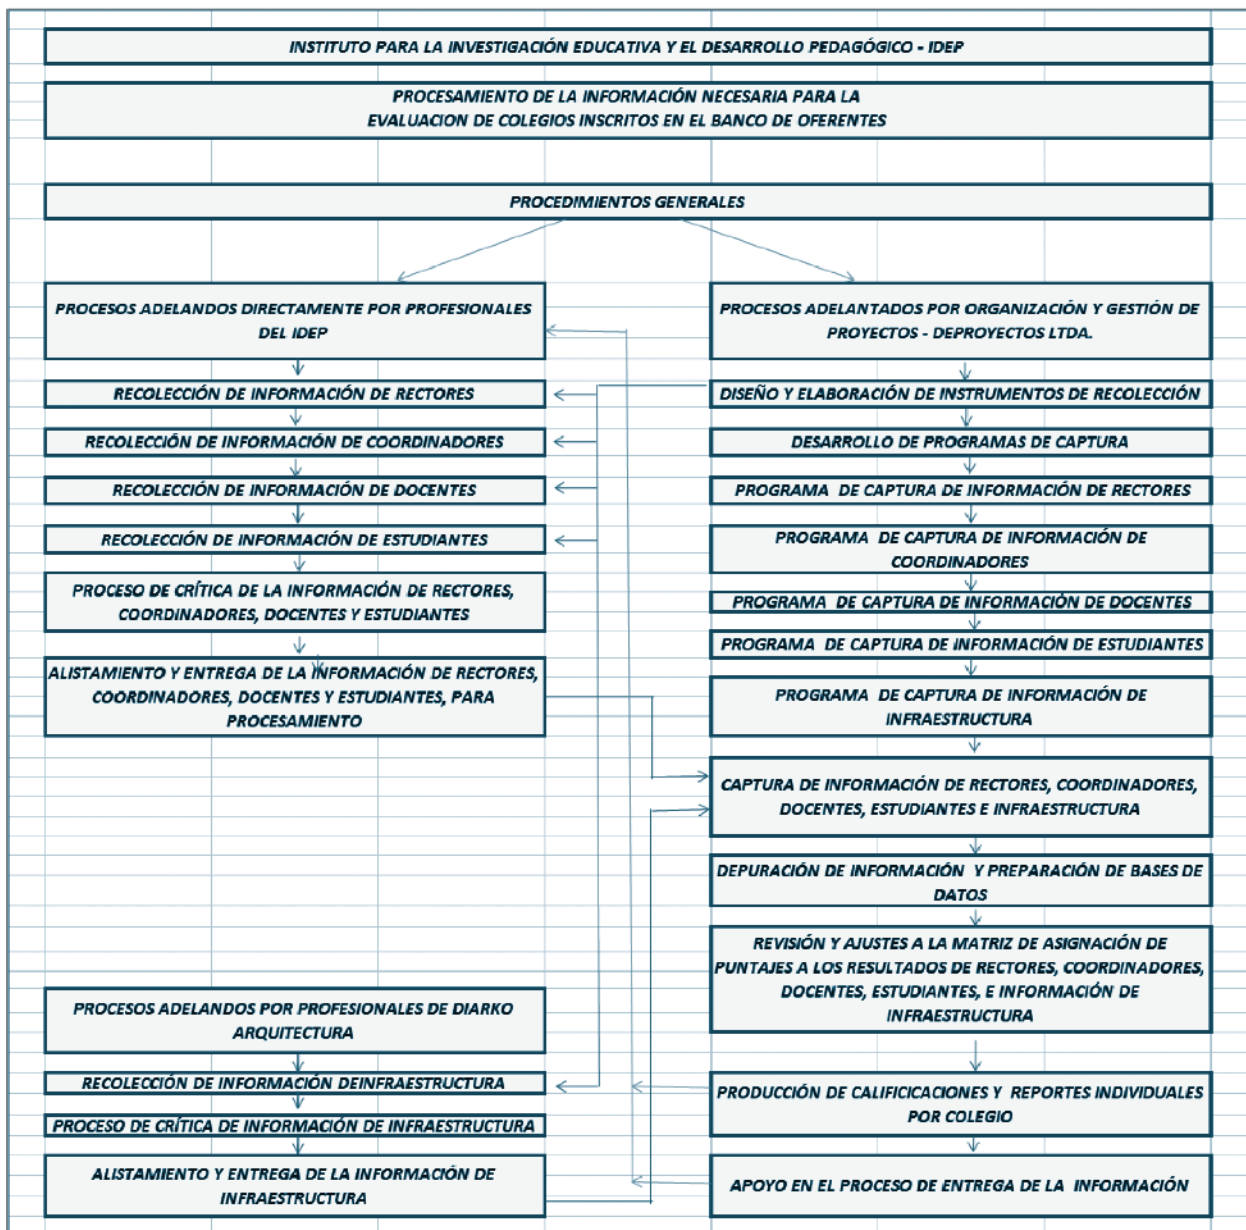 INSTITUTO PARA LA INVESTIGACIÓN EDUCATIVA Y EL DESARROLLO PEDAGÓGICO - IDEP
PROCESAMIENTO DE LA INFORMACIÓN NECESARIA PARA LA
EVALUACION DE COLEGIOS INSCRITOS EN EL BANCO DE OFERENTES
PROCEDIMIENTOS GENERALES
PROCESOS ADELANDOS DIRECTAMENTE POR PROFESIONALES
DEL IDEP
RECOLECCIÓN DE INFORMACIÓN DE RECTORES
RECOLECCIÓN DE INFORMACIÓN DE COORDINADORES
RECOLECCIÓN DE INFORMACIÓN DE DOCENTES
RECOLECCIÓN DE INFORMACIÓN DE ESTUDIANTES
PROCESO DE CRÍTICA DE LA INFORMACIÓN DE RECTORES,
COORDINADORES, DOCENTES Y ESTUDIANTES
ALISTAMIENTO Y ENTREGA DE LA INFORMACIÓN DE RECTORES,
COORDINADORES, DOCENTES Y ESTUDIANTES, PARA
PROCESAMIENTO
PROCESOS ADELANDOS POR PROFESIONALES DE DIARKO
ARQUITECTURA
RECOLECCIÓN DE INFORMACIÓN DEINFRAESTRUCTURA
PROCESO DE CRÍTICA DE INFORMACIÓN DE INFRAESTRUCTURA
ALISTAMIENTO Y ENTREGA DE LA INFORMACIÓN DE
INFRAESTRUCTURA
PROCESOS ADELANTADOS POR ORGANIZACIÓN Y GESTIÓN DE
PROYECTOS - DEPROYECTOS LTDA.
DISEÑO Y ELABORACIÓN DE INSTRUMENTOS DE RECOLECCIÓN
DESARROLLO DE PROGRAMAS DE CAPTURA
PROGRAMA DE CAPTURA DE INFORMACIÓN DE RECTORES
PROGRAMA DE CAPTURA DE INFORMACIÓN DE
COORDINADORES
PROGRAMA DE CAPTURA DE INFORMACIÓN DE DOCENTES
PROGRAMA DE CAPTURA DE INFORMACIÓN DE ESTUDIANTES
PROGRAMA DE CAPTURA DE INFORMACIÓN DE
INFRAESTRUCTURA
CAPTURA DE INFORMACIÓN DE RECTORES, COORDINADORES,
DOCENTES, ESTUDIANTES E INFRAESTRUCTURA
DEPURACIÓN DE INFORMACIÓN Y PREPARACIÓN DE BASES DE
DATOS
REVISIÓN Y AJUSTES A LA MATRIZ DE ASIGNACIÓN DE
PUNTAJES A LOS RESULTADOS DE RECTORES, COORDINADORES,
DOCENTES, ESTUDIANTES, E INFORMACIÓN DE
INFRAESTRUCTURA
PRODUCCIÓN DE CALIFICICACIONES Y REPORTES INDIVIDUALES
POR COLEGIO
APOYO EN EL PROCESO DE ENTREGA DE LA INFORMACIÓN